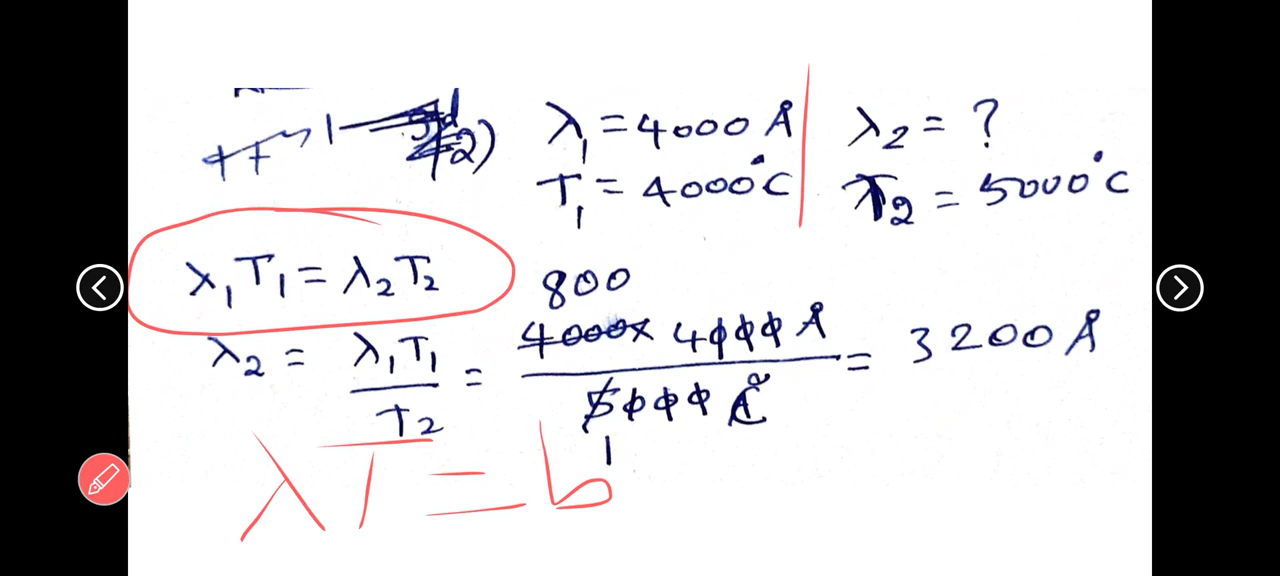 λ₁ = 4000 Å
λ₂ = ?
2)
T₁ = 4000°C
T₂ = 5000°C
λ₁T₁ = λ₂T₂
800
λ₂ = λ₁T₁ / T₂ = 4000 x 4000 Å / 5000 °C = 3200 Å
1
λT = b